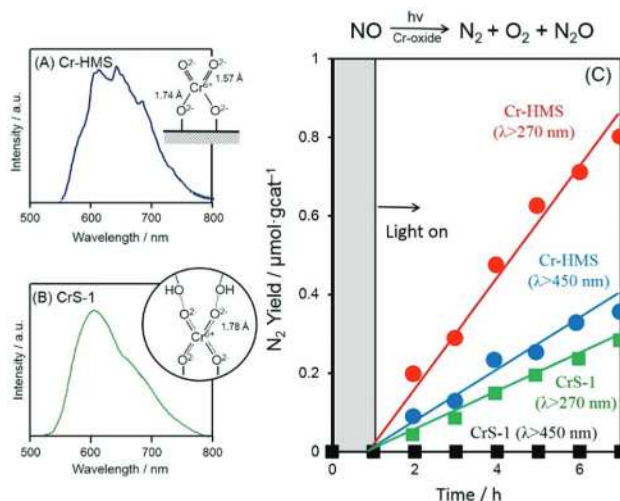 NO hν Cr-oxide N₂ + O₂ + N₂O
(A) Cr-HMS
O²⁻ O²⁻
1.74 Å Cr⁶⁺ 1.57 Å
O²⁻ O²⁻
Intensity / a.u.
500 600 700 800
Wavelength / nm
(B) CrS-1
HO OH
O²⁻ O²⁻
Cr⁶⁺ 1.78 Å
O²⁻ O²⁻
Intensity / a.u.
500 600 700 800
Wavelength / nm
(C)
N₂ Yield / μmol·gcat⁻¹
1
0.8
0.6
0.4
0.2
0
Cr-HMS
(λ>270 nm)
Light on
Cr-HMS
(λ>450 nm)
CrS-1
(λ>270 nm)
CrS-1 (λ>450 nm)
0 2 4 6
Time / h